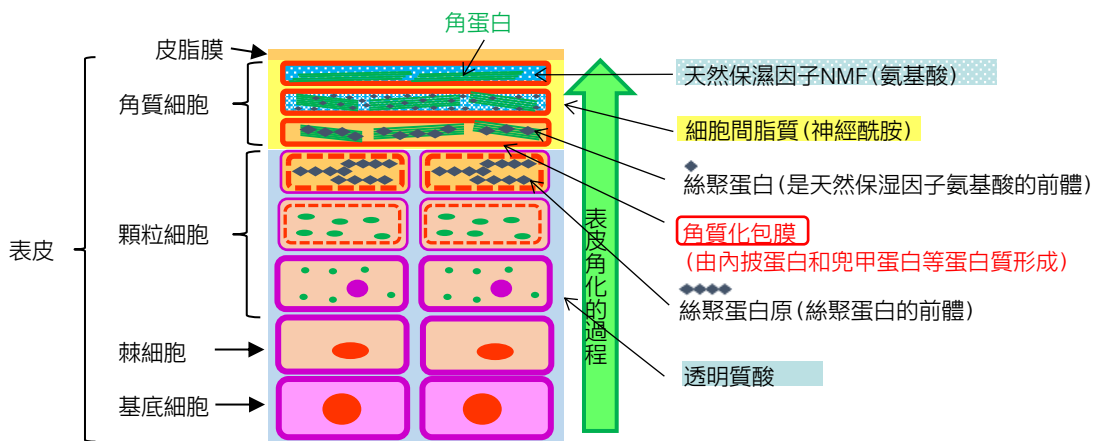 角蛋白
皮脂膜
天然保濕因子NMF(氨基酸)
角質細胞
細胞間脂質(神經酰胺)
絲聚蛋白(是天然保湿因子氨基酸的前體)
顆粒細胞
表皮
角質化包膜
(由內披蛋白和兜甲蛋白等蛋白質形成)
絲聚蛋白原(絲聚蛋白的前體)
表皮角化的過程
棘細胞
透明質酸
基底細胞